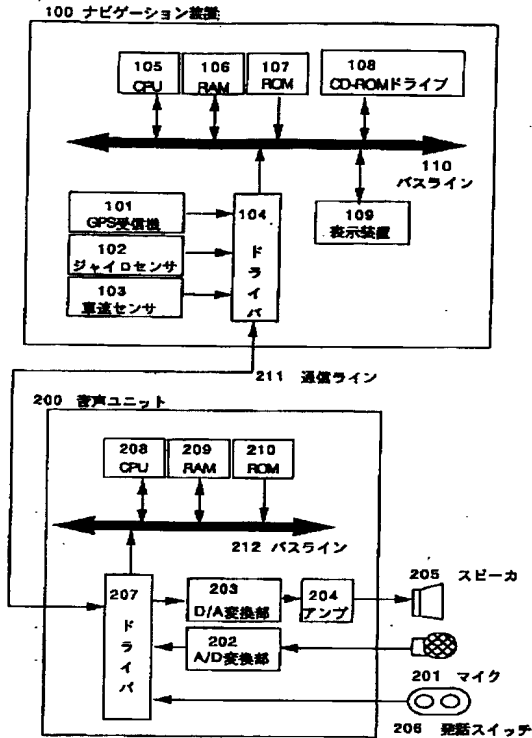 100 ナビゲーション装置
105
CPU
106
RAM
107
ROM
108
CD-ROMドライブ
110
バスライン
101
GPS受信機
102
ジャイロセンサ
103
車速センサ
104
ドライバ
109
表示装置
211 通信ライン
200 音声ユニット
208
CPU
209
RAM
210
ROM
212 バスライン
207
ドライバ
203
D/A変換部
204
アンプ
205 スピーカ
202
A/D変換部
201 マイク
206 発話スイッチ